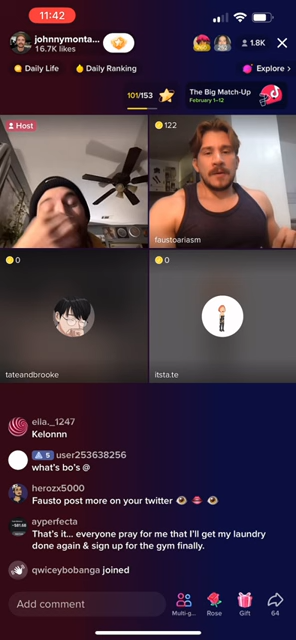 11:42
johnnymonta...
16.7K likes
1.8K
Daily Life
Daily Ranking
Explore >
101/153
The Big Match-Up
February 1–12
Host
122
faustoariasm
0
0
tateandbrooke
itsta.te
ella._1247
Kelonnn
5 user253638256
what's bo's @
herozx5000
Fausto post more on your twitter 👁️ 👄 👁️
ayperfecta
That's it... everyone pray for me that I'll get my laundry
done again & sign up for the gym finally.
qwiceybobanga joined
Add comment
Multi-g...
Rose
Gift
64